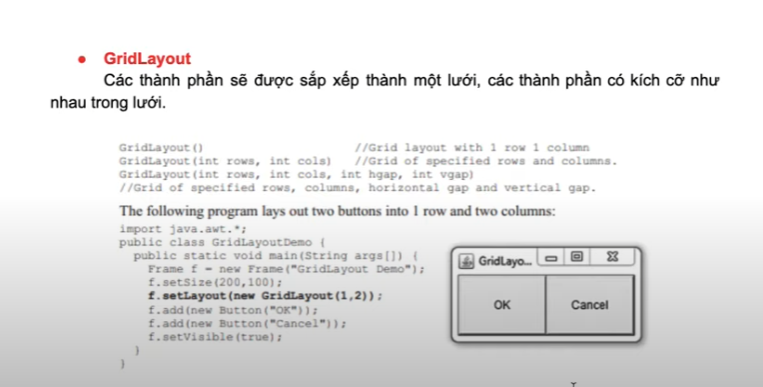 GridLayout
Các thành phần sẽ được sắp xếp thành một lưới, các thành phần có kích cỡ như
nhau trong lưới.
GridLayout() //Grid layout with 1 row 1 column
GridLayout(int rows, int cols) //Grid of specified rows and columns.
GridLayout(int rows, int cols, int hgap, int vgap)
//Grid of specified rows, columns, horizontal gap and vertical gap.
The following program lays out two buttons into 1 row and two columns:
import java.awt.*;
public class GridLayoutDemo {
public static void main(String args[]) {
Frame f = new Frame("GridLayout Demo");
f.setSize(200,100);
f.setLayout(new GridLayout(1,2));
f.add(new Button("OK"));
f.add(new Button("Cancel"));
f.setVisible(true);
}
}
GridLayo...
OK Cancel